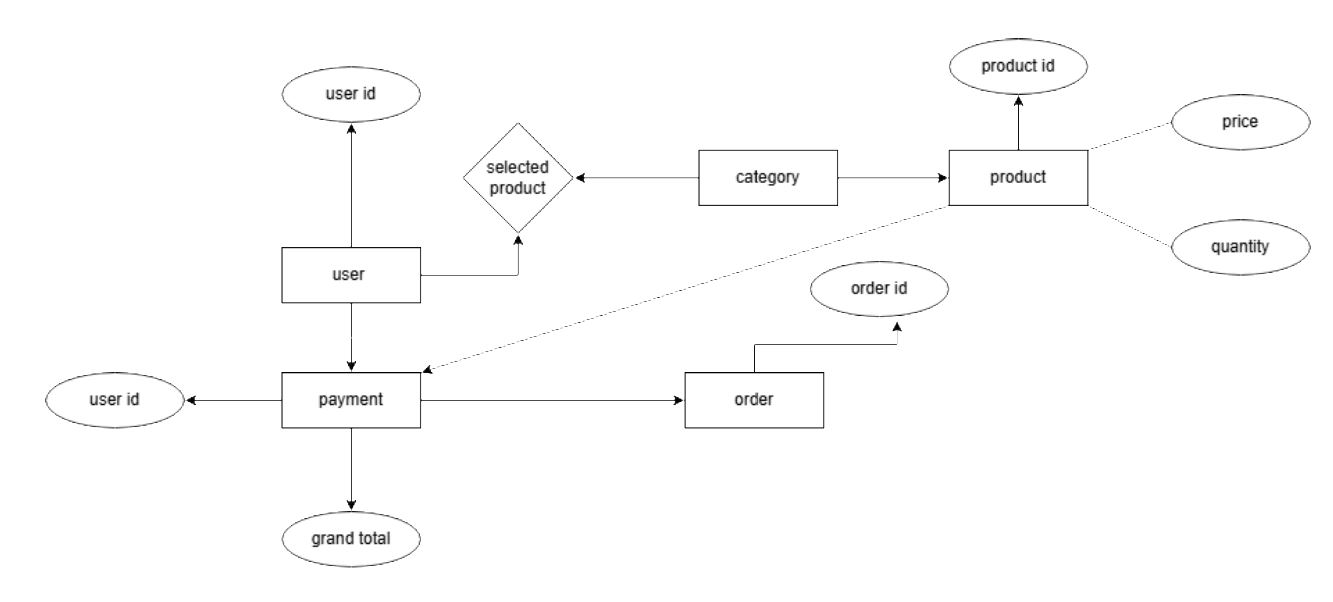 product id
user id
price
selected
product
category
product
quantity
user
order id
user id
payment
order
grand total